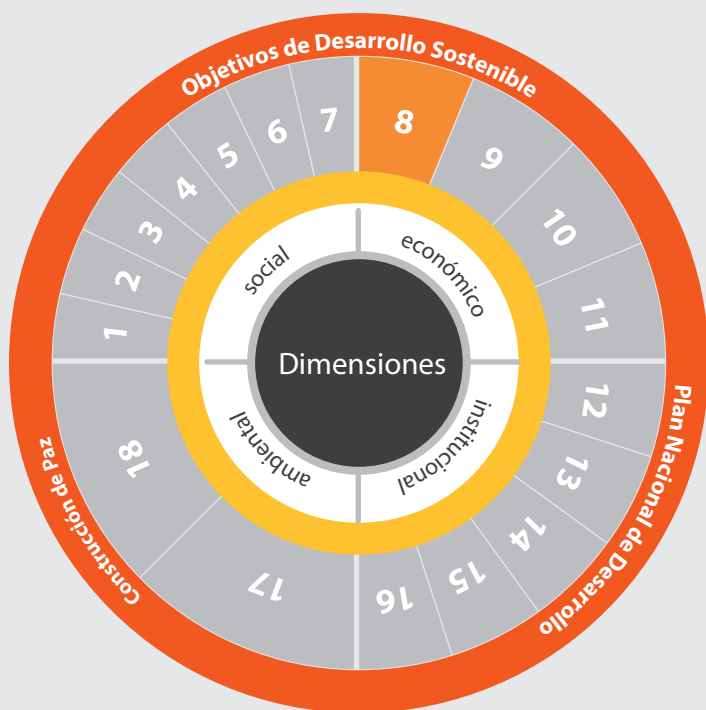 Objetivos de Desarrollo Sostenible
Plan Nacional de Desarrollo
Construcción de Paz
1
2
3
4
5
6
7
8
9
10
11
12
13
14
15
16
17
18
social
económico
institucional
ambiental
Dimensiones